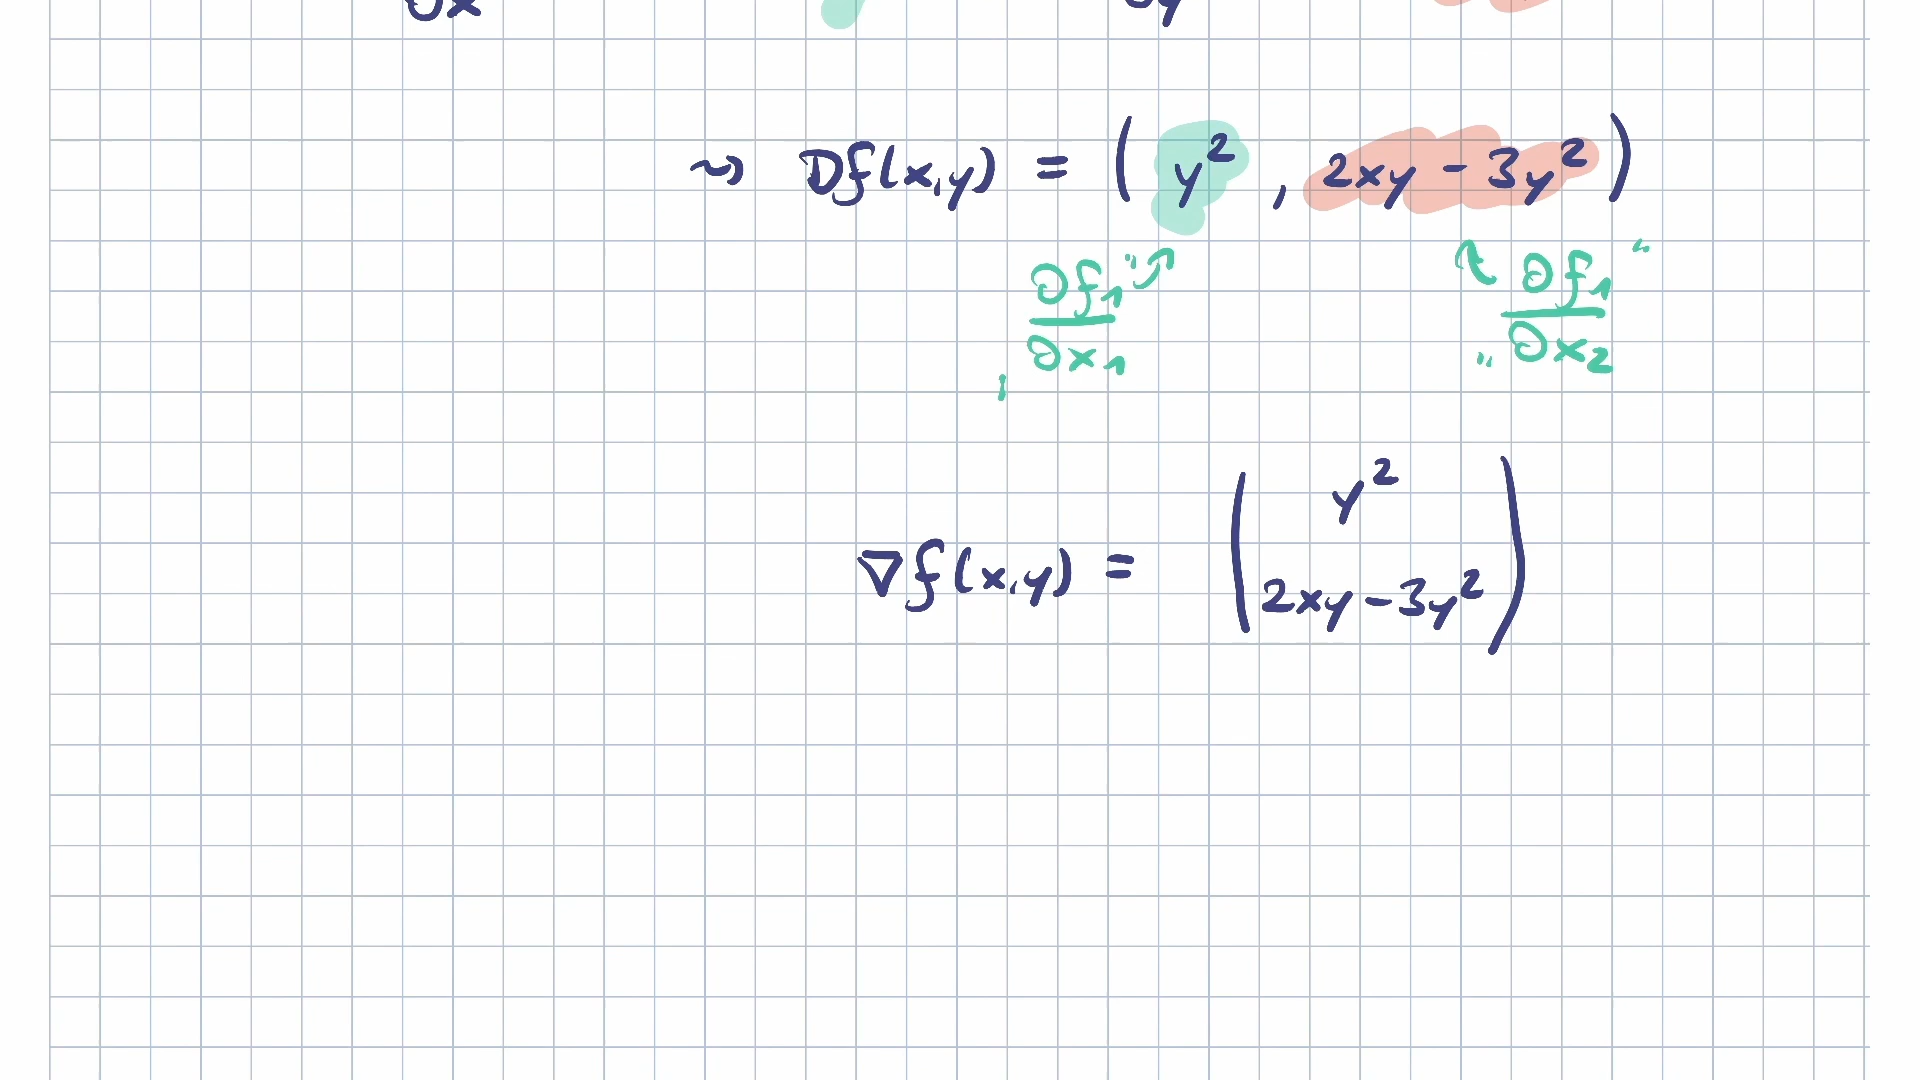 ∂x ∂y
⇝ Df(x,y) = ( y² , 2xy - 3y² )
„ ∂f₁/∂x₁ “ „ ∂f₁/∂x₂ “
∇f(x,y) = ( y²
2xy - 3y² )